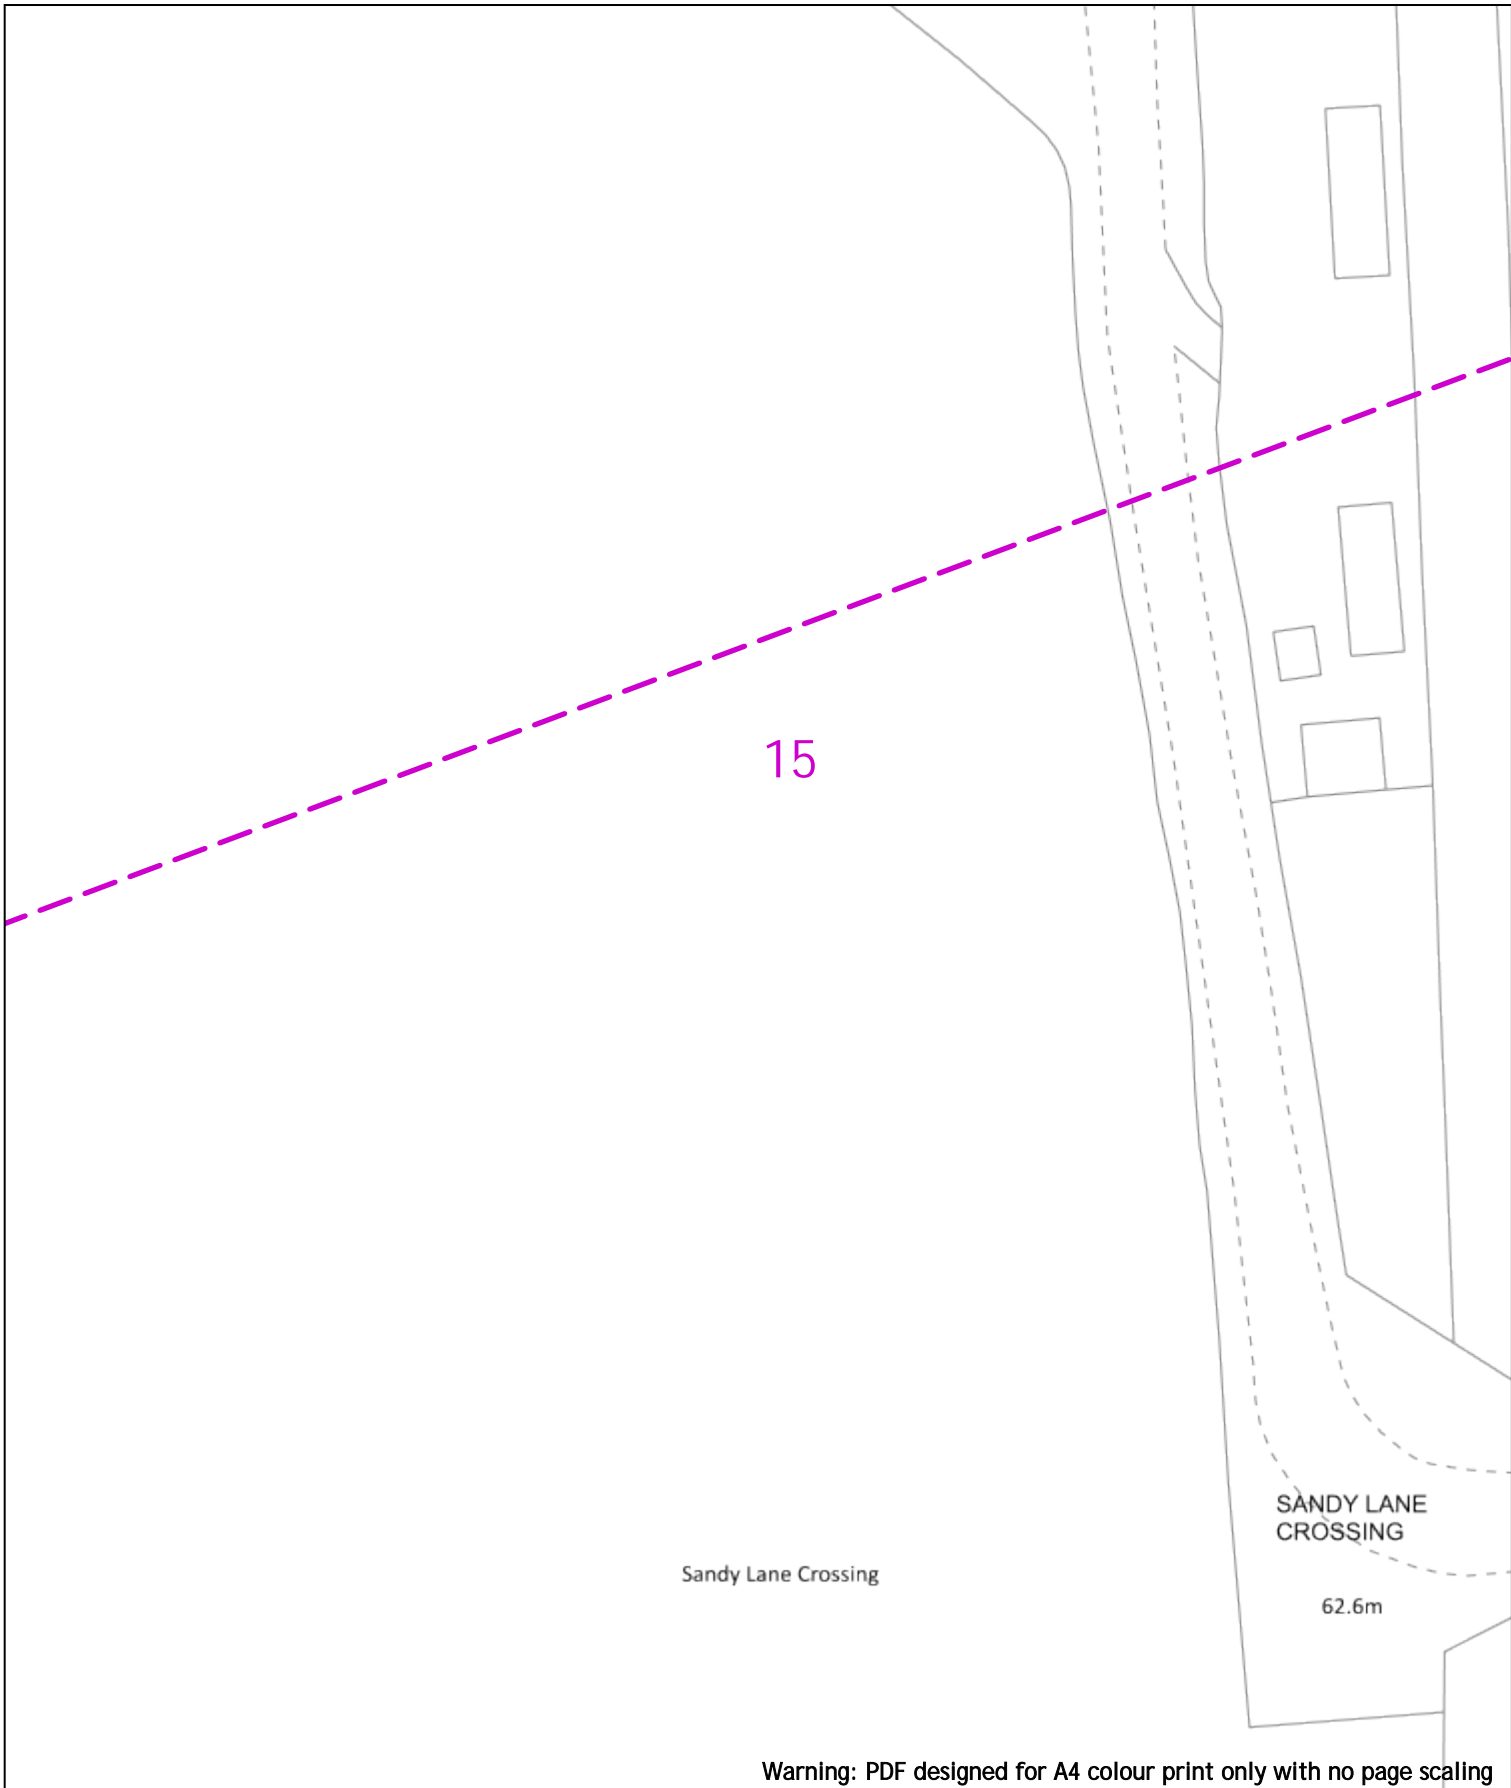 15
SANDY LANE
CROSSING
Sandy Lane Crossing
62.6m
Warning: PDF designed for A4 colour print only with no page scaling